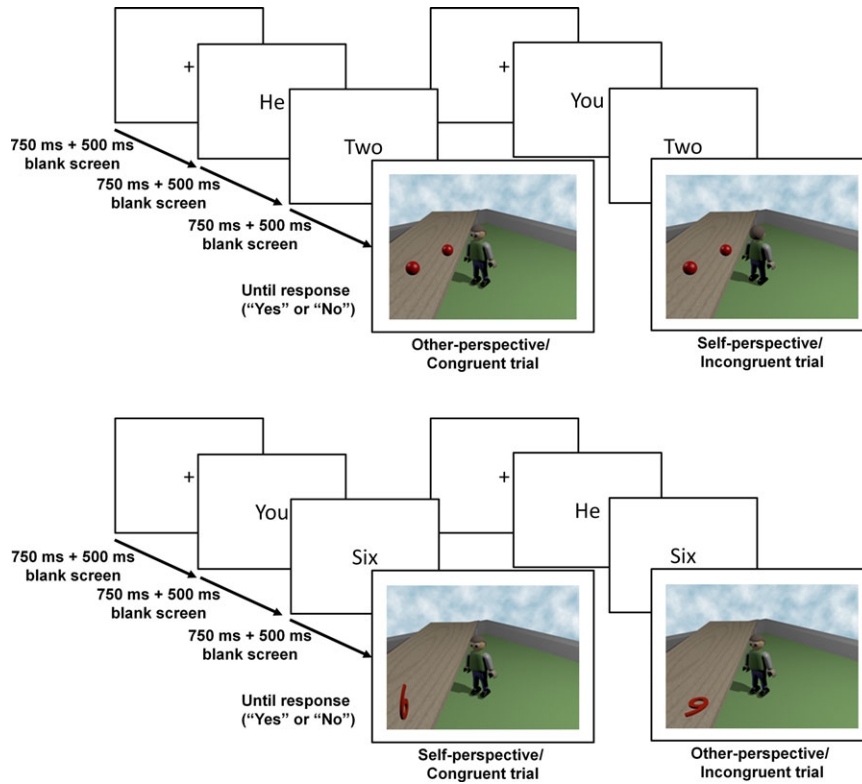 +
He
Two
750 ms + 500 ms
blank screen
750 ms + 500 ms
blank screen
750 ms + 500 ms
blank screen
Until response
(“Yes” or “No”)
Other-perspective/
Congruent trial
+
You
Two
Self-perspective/
Incongruent trial
+
You
Six
750 ms + 500 ms
blank screen
750 ms + 500 ms
blank screen
750 ms + 500 ms
blank screen
Until response
(“Yes” or “No”)
6
Self-perspective/
Congruent trial
+
He
Six
9
Other-perspective/
Incongruent trial